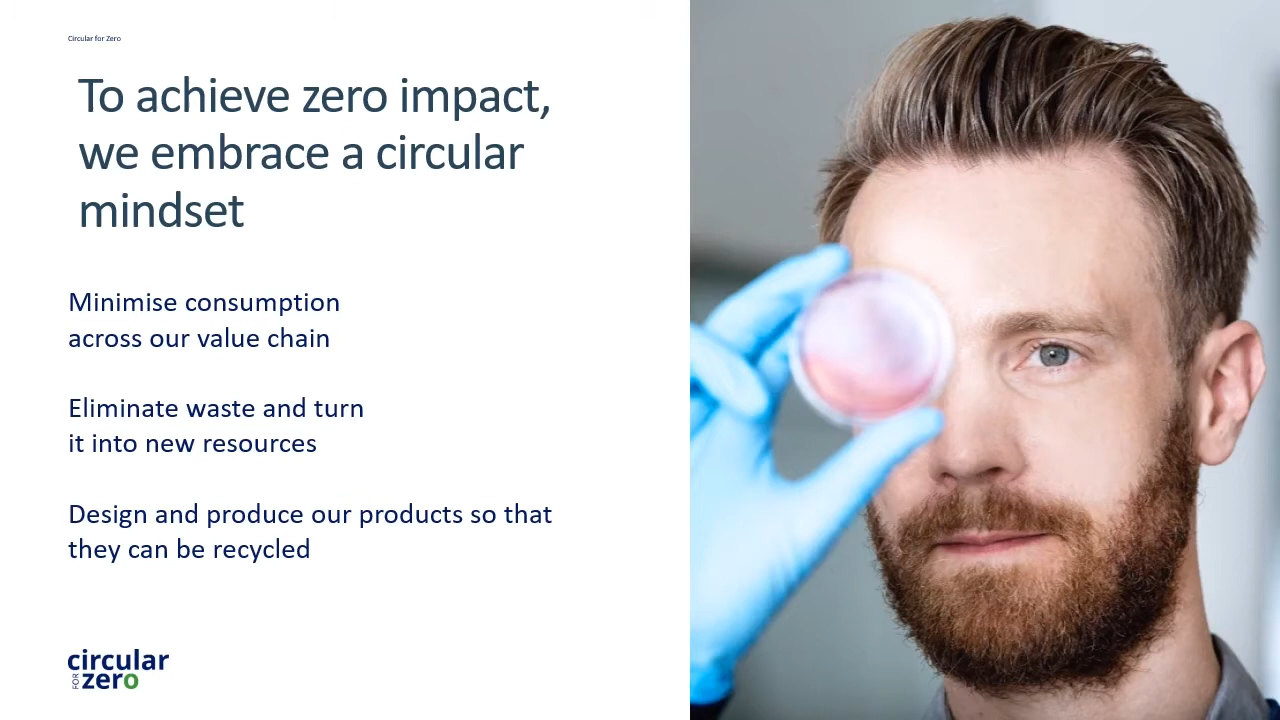 Circular for Zero
To achieve zero impact,
we embrace a circular
mindset
Minimise consumption
across our value chain
Eliminate waste and turn
it into new resources
Design and produce our products so that
they can be recycled
circular
FOR zero